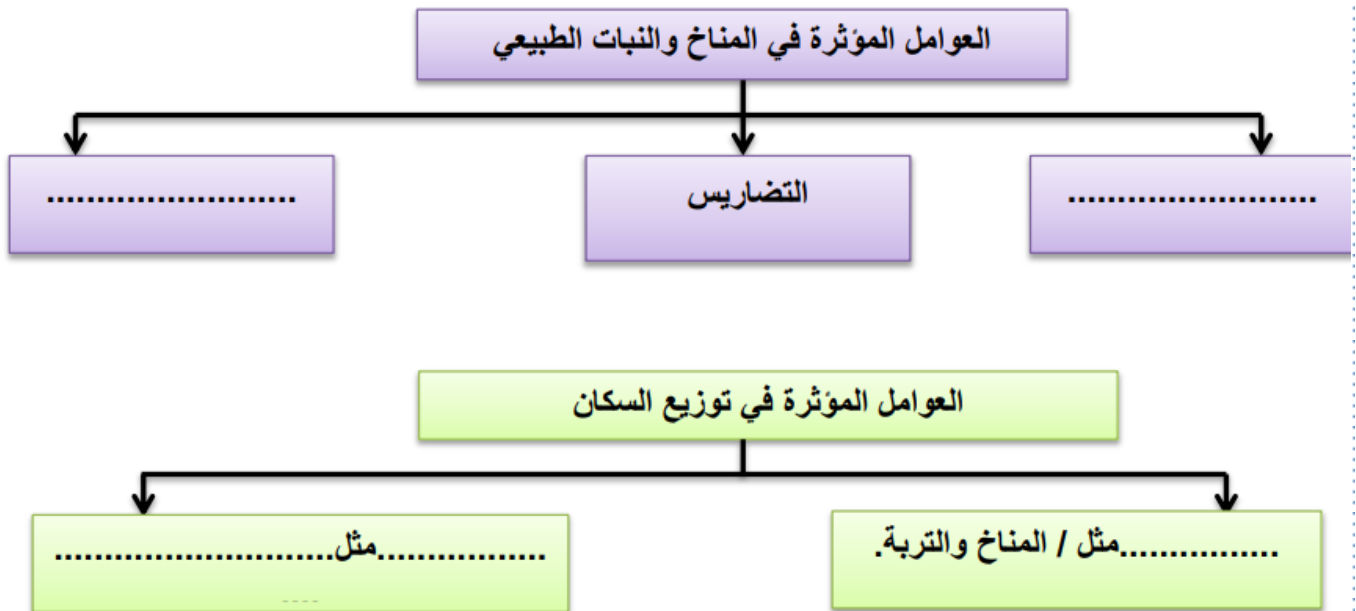 العوامل المؤثرة في المناخ والنبات الطبيعي
.........................
التضاريس
.........................
العوامل المؤثرة في توزيع السكان
................مثل / المناخ والتربة.
.................مثل............................
----